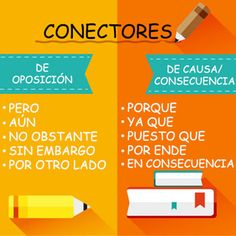 CONECTORES
DE
OPOSICIÓN
• PERO
• AÚN
• NO OBSTANTE
• SIN EMBARGO
• POR OTRO LADO
DE CAUSA/
CONSECUENCIA
• PORQUE
• YA QUE
• PUESTO QUE
• POR ENDE
• EN CONSECUENCIA